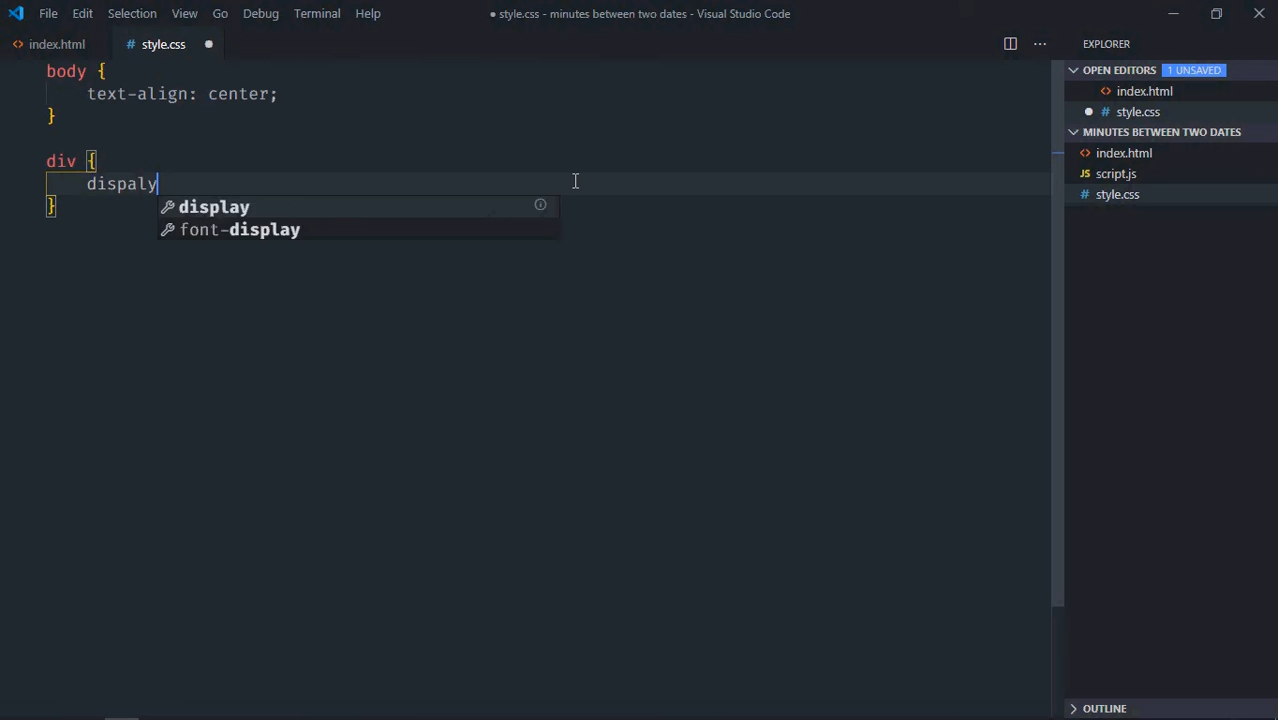 File Edit Selection View Go Debug Terminal Help ● style.css - minutes between two dates - Visual Studio Code
<> index.html # style.css ●
body {
text-align: center;
}
div {
dispaly
}
display
font-display
EXPLORER
OPEN EDITORS 1 UNSAVED
<> index.html
● # style.css
MINUTES BETWEEN TWO DATES
<> index.html
JS script.js
# style.css
OUTLINE